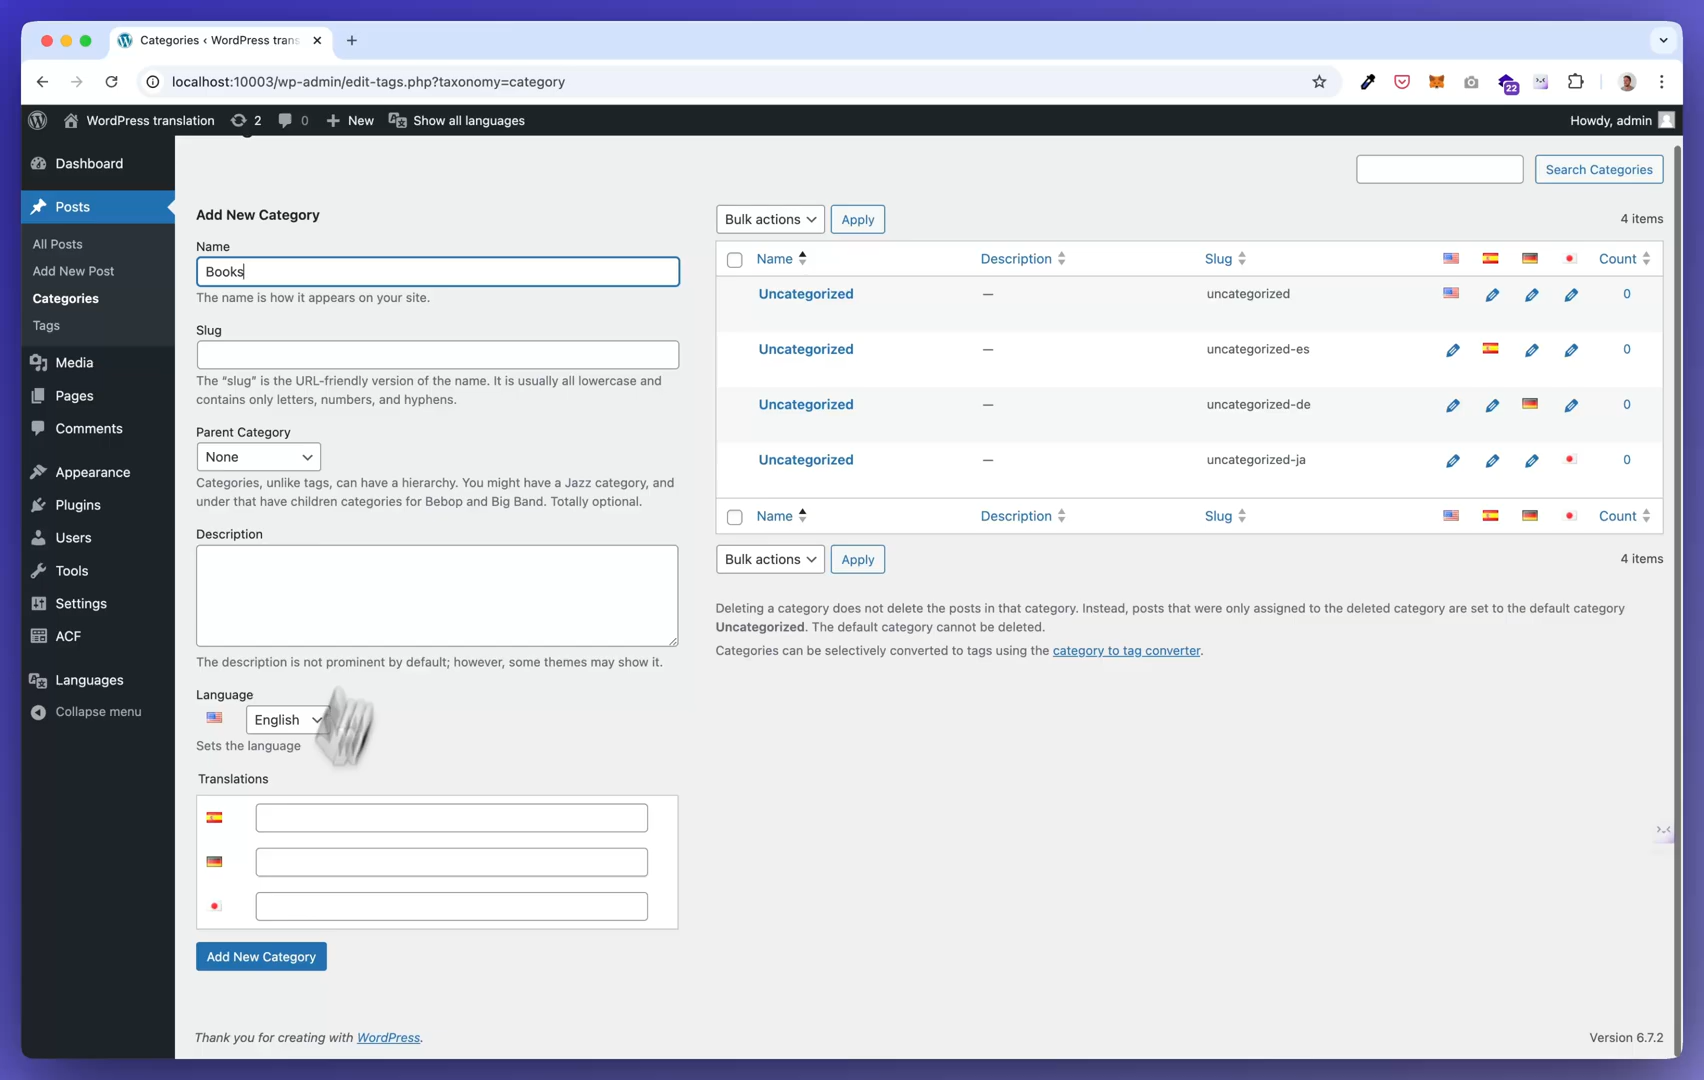 Categories ‹ WordPress trans
localhost:10003/wp-admin/edit-tags.php?taxonomy=category
22
WordPress translation
2
0
New
Show all languages
Howdy, admin
Dashboard
Posts
All Posts
Add New Post
Categories
Tags
Media
Pages
Comments
Appearance
Plugins
Users
Tools
Settings
ACF
Languages
Collapse menu
Search Categories
Add New Category
Name
Books
The name is how it appears on your site.
Slug
The “slug” is the URL-friendly version of the name. It is usually all lowercase and
contains only letters, numbers, and hyphens.
Parent Category
None
Categories, unlike tags, can have a hierarchy. You might have a Jazz category, and
under that have children categories for Bebop and Big Band. Totally optional.
Description
The description is not prominent by default; however, some themes may show it.
Language
English
Sets the language
Translations
Add New Category
Bulk actions
Apply
4 items
Name Description Slug Count
Uncategorized — uncategorized 0
Uncategorized — uncategorized-es 0
Uncategorized — uncategorized-de 0
Uncategorized — uncategorized-ja 0
Name Description Slug Count
Bulk actions
Apply
4 items
Deleting a category does not delete the posts in that category. Instead, posts that were only assigned to the deleted category are set to the default category
Uncategorized. The default category cannot be deleted.
Categories can be selectively converted to tags using the category to tag converter.
Thank you for creating with WordPress.
Version 6.7.2